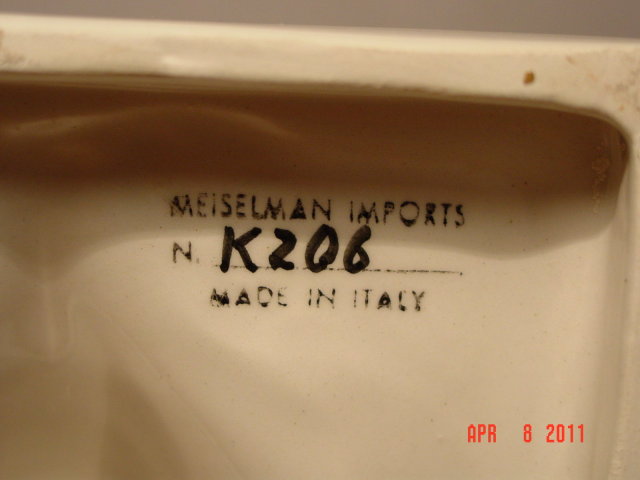 MEISELMAN IMPORTS
N. K206
MADE IN ITALY
APR 8 2011